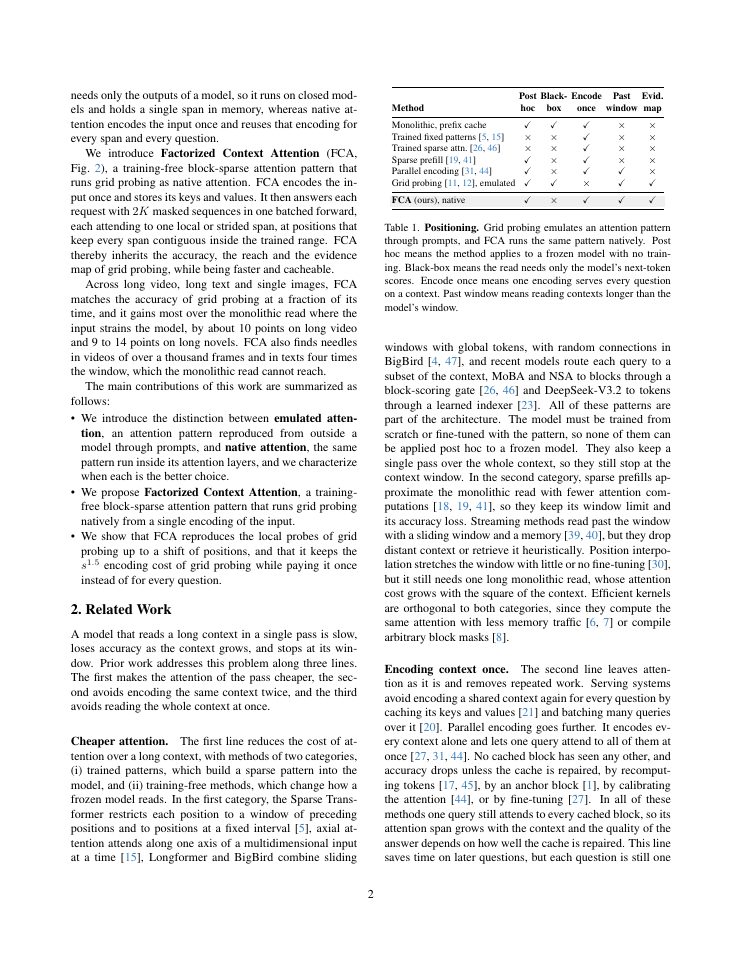 needs only the outputs of a model, so it runs on closed mod-
els and holds a single span in memory, whereas native at-
tention encodes the input once and reuses that encoding for
every span and every question.
We introduce Factorized Context Attention (FCA,
Fig. 2), a training-free block-sparse attention pattern that
runs grid probing as native attention. FCA encodes the in-
put once and stores its keys and values. It then answers each
request with 2K masked sequences in one batched forward,
each attending to one local or strided span, at positions that
keep every span contiguous inside the trained range. FCA
thereby inherits the accuracy, the reach and the evidence
map of grid probing, while being faster and cacheable.
Across long video, long text and single images, FCA
matches the accuracy of grid probing at a fraction of its
time, and it gains most over the monolithic read where the
input strains the model, by about 10 points on long video
and 9 to 14 points on long novels. FCA also finds needles
in videos of over a thousand frames and in texts four times
the window, which the monolithic read cannot reach.
The main contributions of this work are summarized as
follows:
• We introduce the distinction between emulated atten-
tion, an attention pattern reproduced from outside a
model through prompts, and native attention, the same
pattern run inside its attention layers, and we characterize
when each is the better choice.
• We propose Factorized Context Attention, a training-
free block-sparse attention pattern that runs grid probing
natively from a single encoding of the input.
• We show that FCA reproduces the local probes of grid
probing up to a shift of positions, and that it keeps the
s^1.5 encoding cost of grid probing while paying it once
instead of for every question.
2. Related Work
A model that reads a long context in a single pass is slow,
loses accuracy as the context grows, and stops at its win-
dow. Prior work addresses this problem along three lines.
The first makes the attention of the pass cheaper, the sec-
ond avoids encoding the same context twice, and the third
avoids reading the whole context at once.
Cheaper attention. The first line reduces the cost of at-
tention over a long context, with methods of two categories,
(i) trained patterns, which build a sparse pattern into the
model, and (ii) training-free methods, which change how a
frozen model reads. In the first category, the Sparse Trans-
former restricts each position to a window of preceding
positions and to positions at a fixed interval [5], axial at-
tention attends along one axis of a multidimensional input
at a time [15], Longformer and BigBird combine sliding
Method Post hoc Black-box Encode once Past window Evid. map
Monolithic, prefix cache ✓ ✓ ✓ × ×
Trained fixed patterns [5, 15] × × ✓ × ×
Trained sparse attn. [26, 46] × × ✓ × ×
Sparse prefill [19, 41] ✓ × ✓ × ×
Parallel encoding [31, 44] ✓ × ✓ ✓ ×
Grid probing [11, 12], emulated ✓ ✓ × ✓ ✓
FCA (ours), native ✓ × ✓ ✓ ✓
Table 1. Positioning. Grid probing emulates an attention pattern
through prompts, and FCA runs the same pattern natively. Post
hoc means the method applies to a frozen model with no train-
ing. Black-box means the read needs only the model's next-token
scores. Encode once means one encoding serves every question
on a context. Past window means reading contexts longer than the
model's window.
windows with global tokens, with random connections in
BigBird [4, 47], and recent models route each query to a
subset of the context, MoBA and NSA to blocks through a
block-scoring gate [26, 46] and DeepSeek-V3.2 to tokens
through a learned indexer [23]. All of these patterns are
part of the architecture. The model must be trained from
scratch or fine-tuned with the pattern, so none of them can
be applied post hoc to a frozen model. They also keep a
single pass over the whole context, so they still stop at the
context window. In the second category, sparse prefills ap-
proximate the monolithic read with fewer attention com-
putations [18, 19, 41], so they keep its window limit and
its accuracy loss. Streaming methods read past the window
with a sliding window and a memory [39, 40], but they drop
distant context or retrieve it heuristically. Position interpo-
lation stretches the window with little or no fine-tuning [30],
but it still needs one long monolithic read, whose attention
cost grows with the square of the context. Efficient kernels
are orthogonal to both categories, since they compute the
same attention with less memory traffic [6, 7] or compile
arbitrary block masks [8].
Encoding context once. The second line leaves atten-
tion as it is and removes repeated work. Serving systems
avoid encoding a shared context again for every question by
caching its keys and values [21] and batching many queries
over it [20]. Parallel encoding goes further. It encodes ev-
ery context alone and lets one query attend to all of them at
once [27, 31, 44]. No cached block has seen any other, and
accuracy drops unless the cache is repaired, by recomput-
ing tokens [17, 45], by an anchor block [1], by calibrating
the attention [44], or by fine-tuning [27]. In all of these
methods one query still attends to every cached block, so its
attention span grows with the context and the quality of the
answer depends on how well the cache is repaired. This line
saves time on later questions, but each question is still one
2